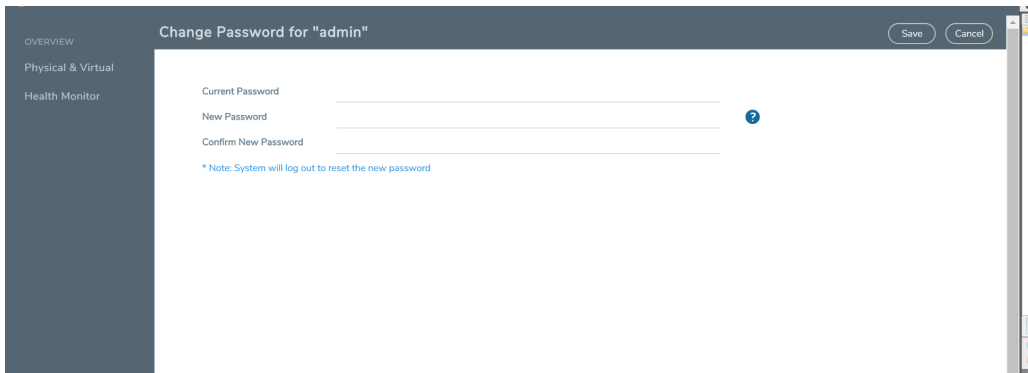 Change Password for "admin"
Save
Cancel
OVERVIEW
Physical & Virtual
Health Monitor
Current Password
New Password
?
Confirm New Password
* Note: System will log out to reset the new password